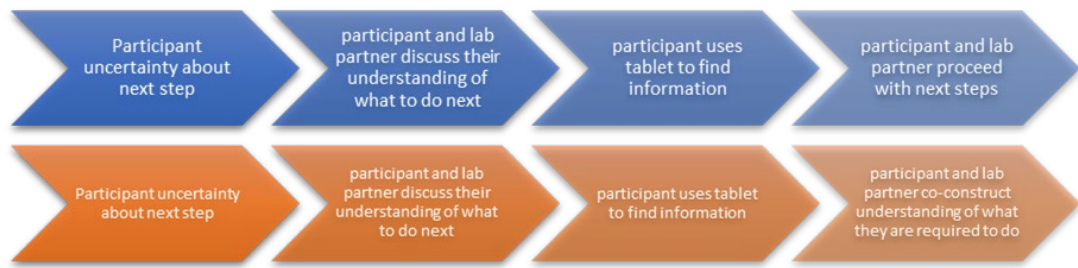 Participant
uncertainty about
next step
participant and lab
partner discuss their
understanding of
what to do next
participant uses
tablet to find
information
participant and lab
partner proceed
with next steps
Participant uncertainty
about next step
participant and lab
partner discuss their
understanding of what
to do next
participant uses tablet
to find information
participant and lab
partner co-construct
understanding of what
they are required to do